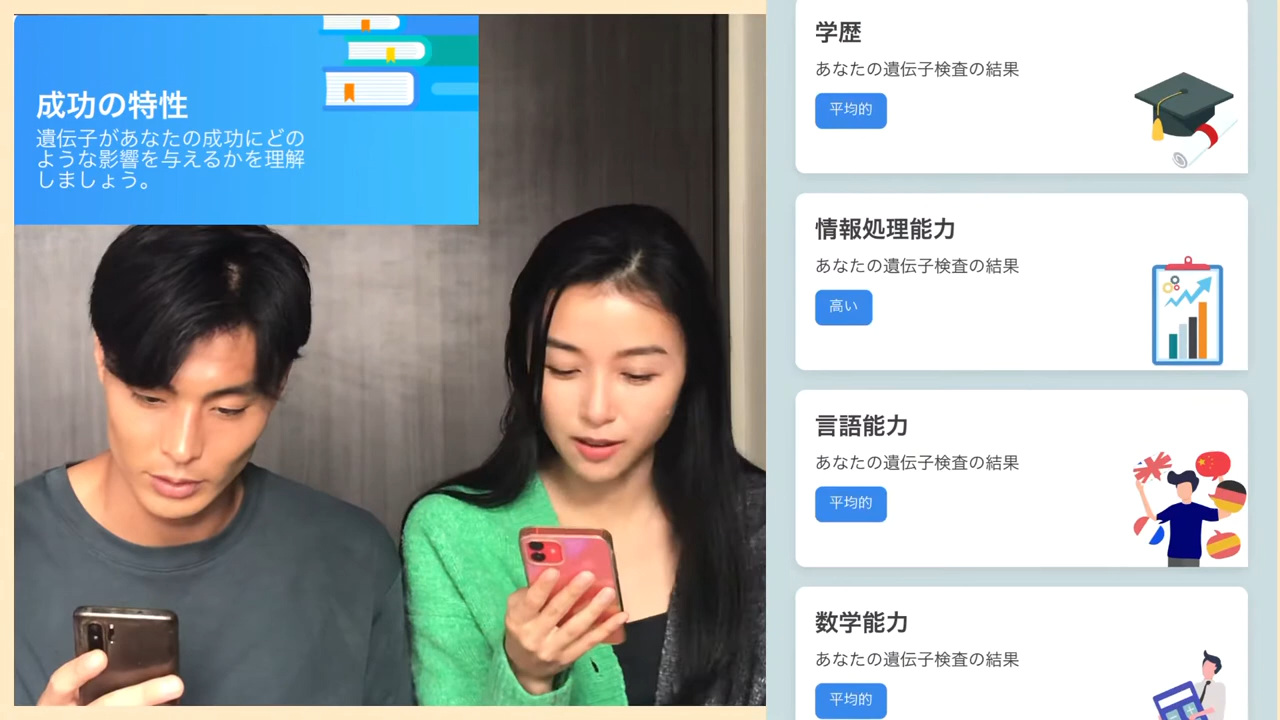 成功の特性
遺伝子があなたの成功にどの
ような影響を与えるかを理解
しましょう。
学歴
あなたの遺伝子検査の結果
平均的
情報処理能力
あなたの遺伝子検査の結果
高い
言語能力
あなたの遺伝子検査の結果
平均的
数学能力
あなたの遺伝子検査の結果
平均的